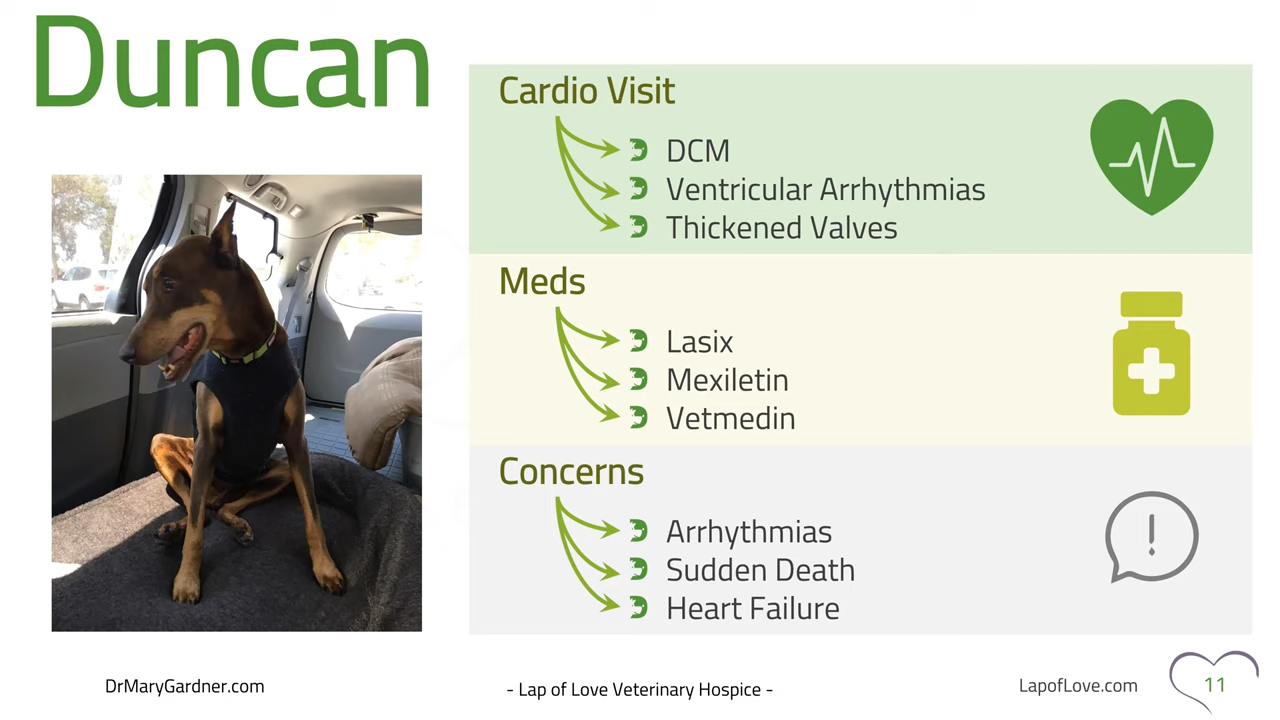 Duncan
Cardio Visit
DCM
Ventricular Arrhythmias
Thickened Valves
Meds
Lasix
Mexiletin
Vetmedin
Concerns
Arrhythmias
Sudden Death
Heart Failure
DrMaryGardner.com
- Lap of Love Veterinary Hospice -
LapofLove.com
11